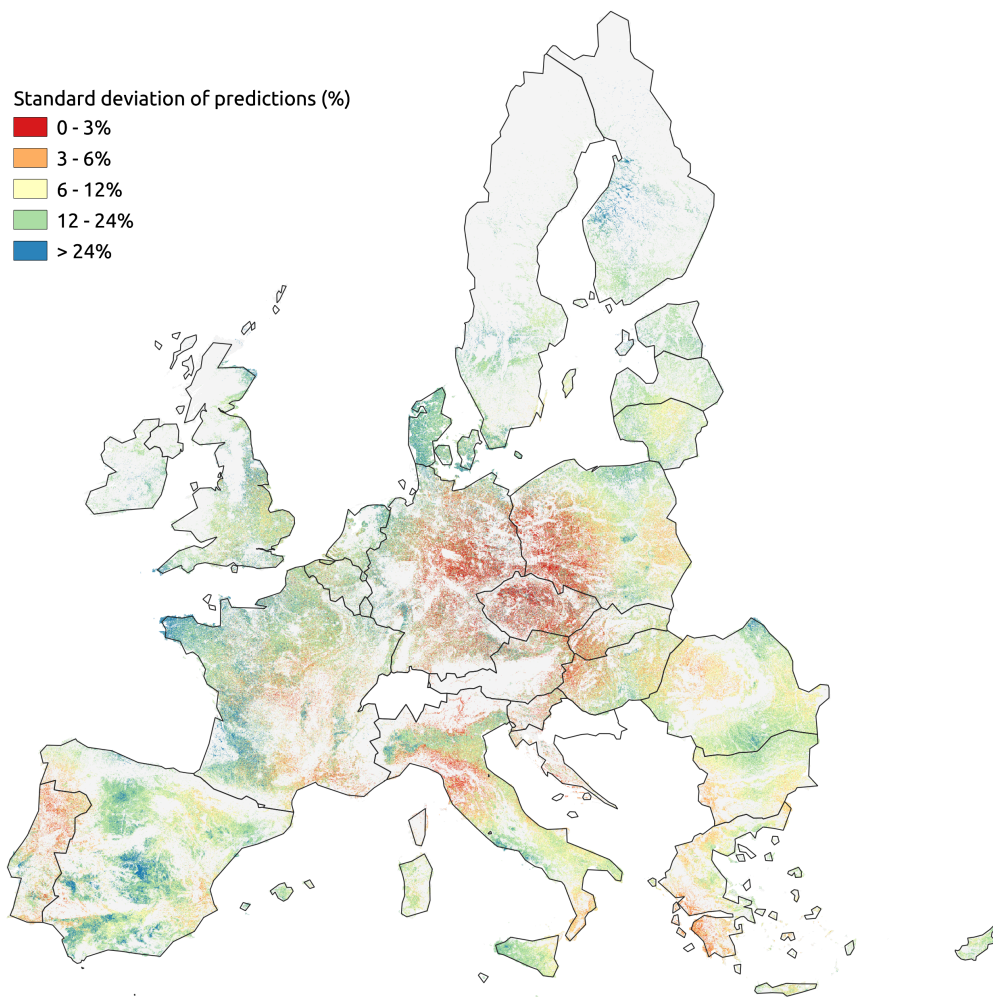 Standard deviation of predictions (%)
0 - 3%
3 - 6%
6 - 12%
12 - 24%
> 24%